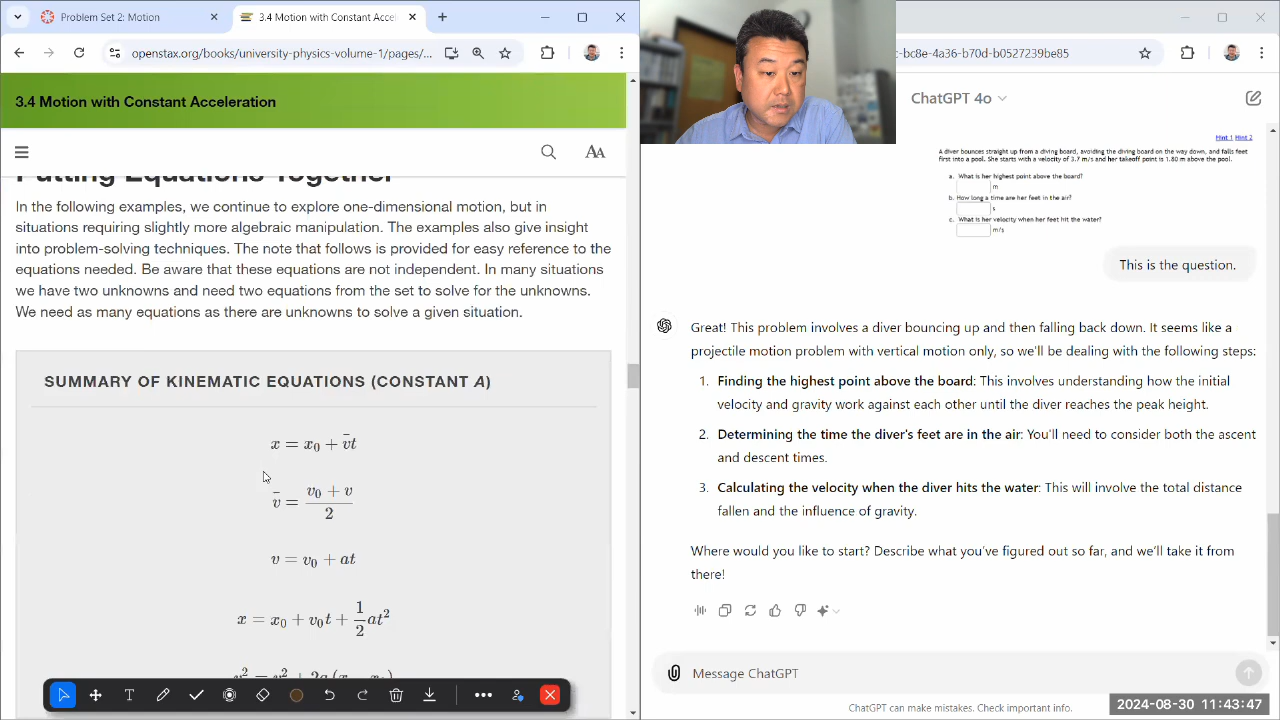 Problem Set 2: Motion
3.4 Motion with Constant Accel
openstax.org/books/university-physics-volume-1/pages/...
3.4 Motion with Constant Acceleration
AA
Putting Equations Together
In the following examples, we continue to explore one-dimensional motion, but in
situations requiring slightly more algebraic manipulation. The examples also give insight
into problem-solving techniques. The note that follows is provided for easy reference to the
equations needed. Be aware that these equations are not independent. In many situations
we have two unknowns and need two equations from the set to solve for the unknowns.
We need as many equations as there are unknowns to solve a given situation.
SUMMARY OF KINEMATIC EQUATIONS (CONSTANT A)
x = x₀ + v̄t
v̄ = (v₀ + v)/2
v = v₀ + at
x = x₀ + v₀t + 1/2 at²
T
-bc8e-4a36-b70d-b0527239be85
ChatGPT 4o
Hint 1 Hint 2
A diver bounces straight up from a diving board, avoiding the diving board on the way down, and falls feet
first into a pool. She starts with a velocity of 3.7 m/s and her takeoff point is 1.80 m above the pool.
a. What is her highest point above the board?
m
b. How long a time are her feet in the air?
s
c. What is her velocity when her feet hit the water?
m/s
This is the question.
Great! This problem involves a diver bouncing up and then falling back down. It seems like a
projectile motion problem with vertical motion only, so we'll be dealing with the following steps:
1. Finding the highest point above the board: This involves understanding how the initial
velocity and gravity work against each other until the diver reaches the peak height.
2. Determining the time the diver's feet are in the air: You'll need to consider both the ascent
and descent times.
3. Calculating the velocity when the diver hits the water: This will involve the total distance
fallen and the influence of gravity.
Where would you like to start? Describe what you've figured out so far, and we'll take it from
there!
Message ChatGPT
ChatGPT can make mistakes. Check important info.
2024-08-30 11:43:47